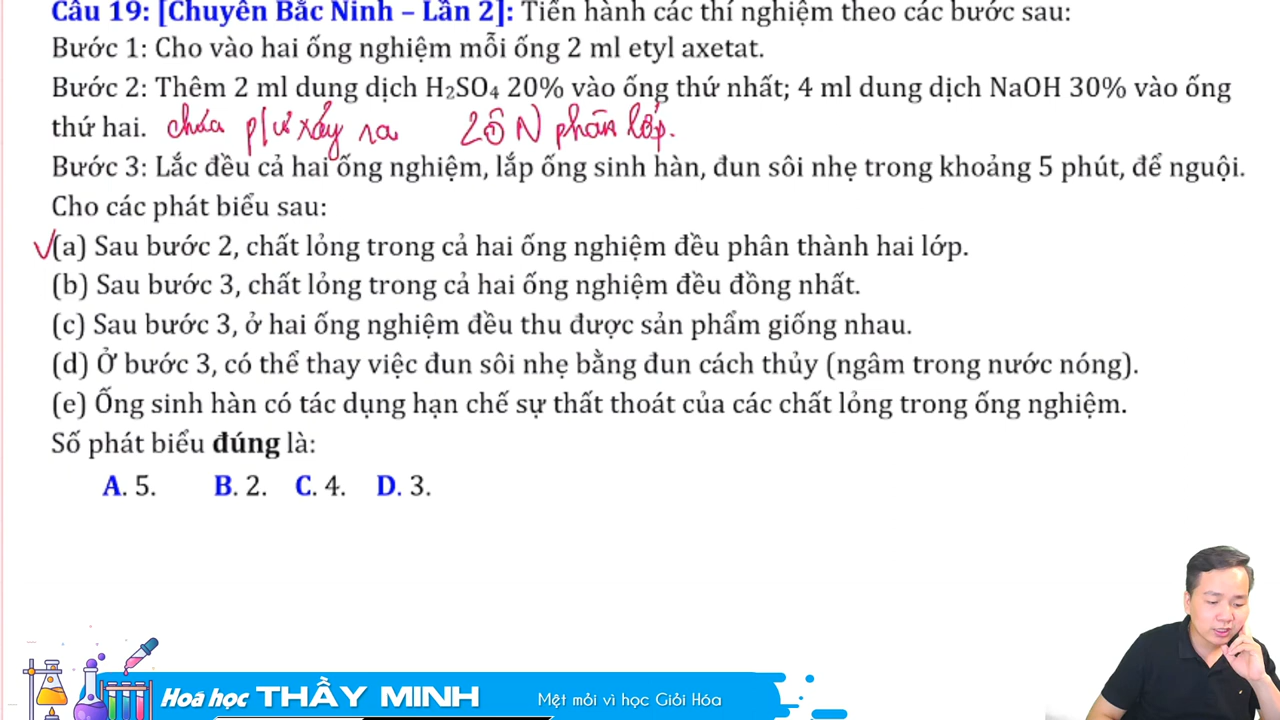 Câu 19: [Chuyên Bắc Ninh – Lần 2]: Tiến hành các thí nghiệm theo các bước sau:
Bước 1: Cho vào hai ống nghiệm mỗi ống 2 ml etyl axetat.
Bước 2: Thêm 2 ml dung dịch H₂SO₄ 20% vào ống thứ nhất; 4 ml dung dịch NaOH 30% vào ống
thứ hai. chưa p/ư xảy ra 2ÔN phân lớp.
Bước 3: Lắc đều cả hai ống nghiệm, lắp ống sinh hàn, đun sôi nhẹ trong khoảng 5 phút, để nguội.
Cho các phát biểu sau:
✓(a) Sau bước 2, chất lỏng trong cả hai ống nghiệm đều phân thành hai lớp.
(b) Sau bước 3, chất lỏng trong cả hai ống nghiệm đều đồng nhất.
(c) Sau bước 3, ở hai ống nghiệm đều thu được sản phẩm giống nhau.
(d) Ở bước 3, có thể thay việc đun sôi nhẹ bằng đun cách thủy (ngâm trong nước nóng).
(e) Ống sinh hàn có tác dụng hạn chế sự thất thoát của các chất lỏng trong ống nghiệm.
Số phát biểu đúng là:
A. 5. B. 2. C. 4. D. 3.
Hoá học THẦY MINH Mệt mỏi vì học Giỏi Hóa